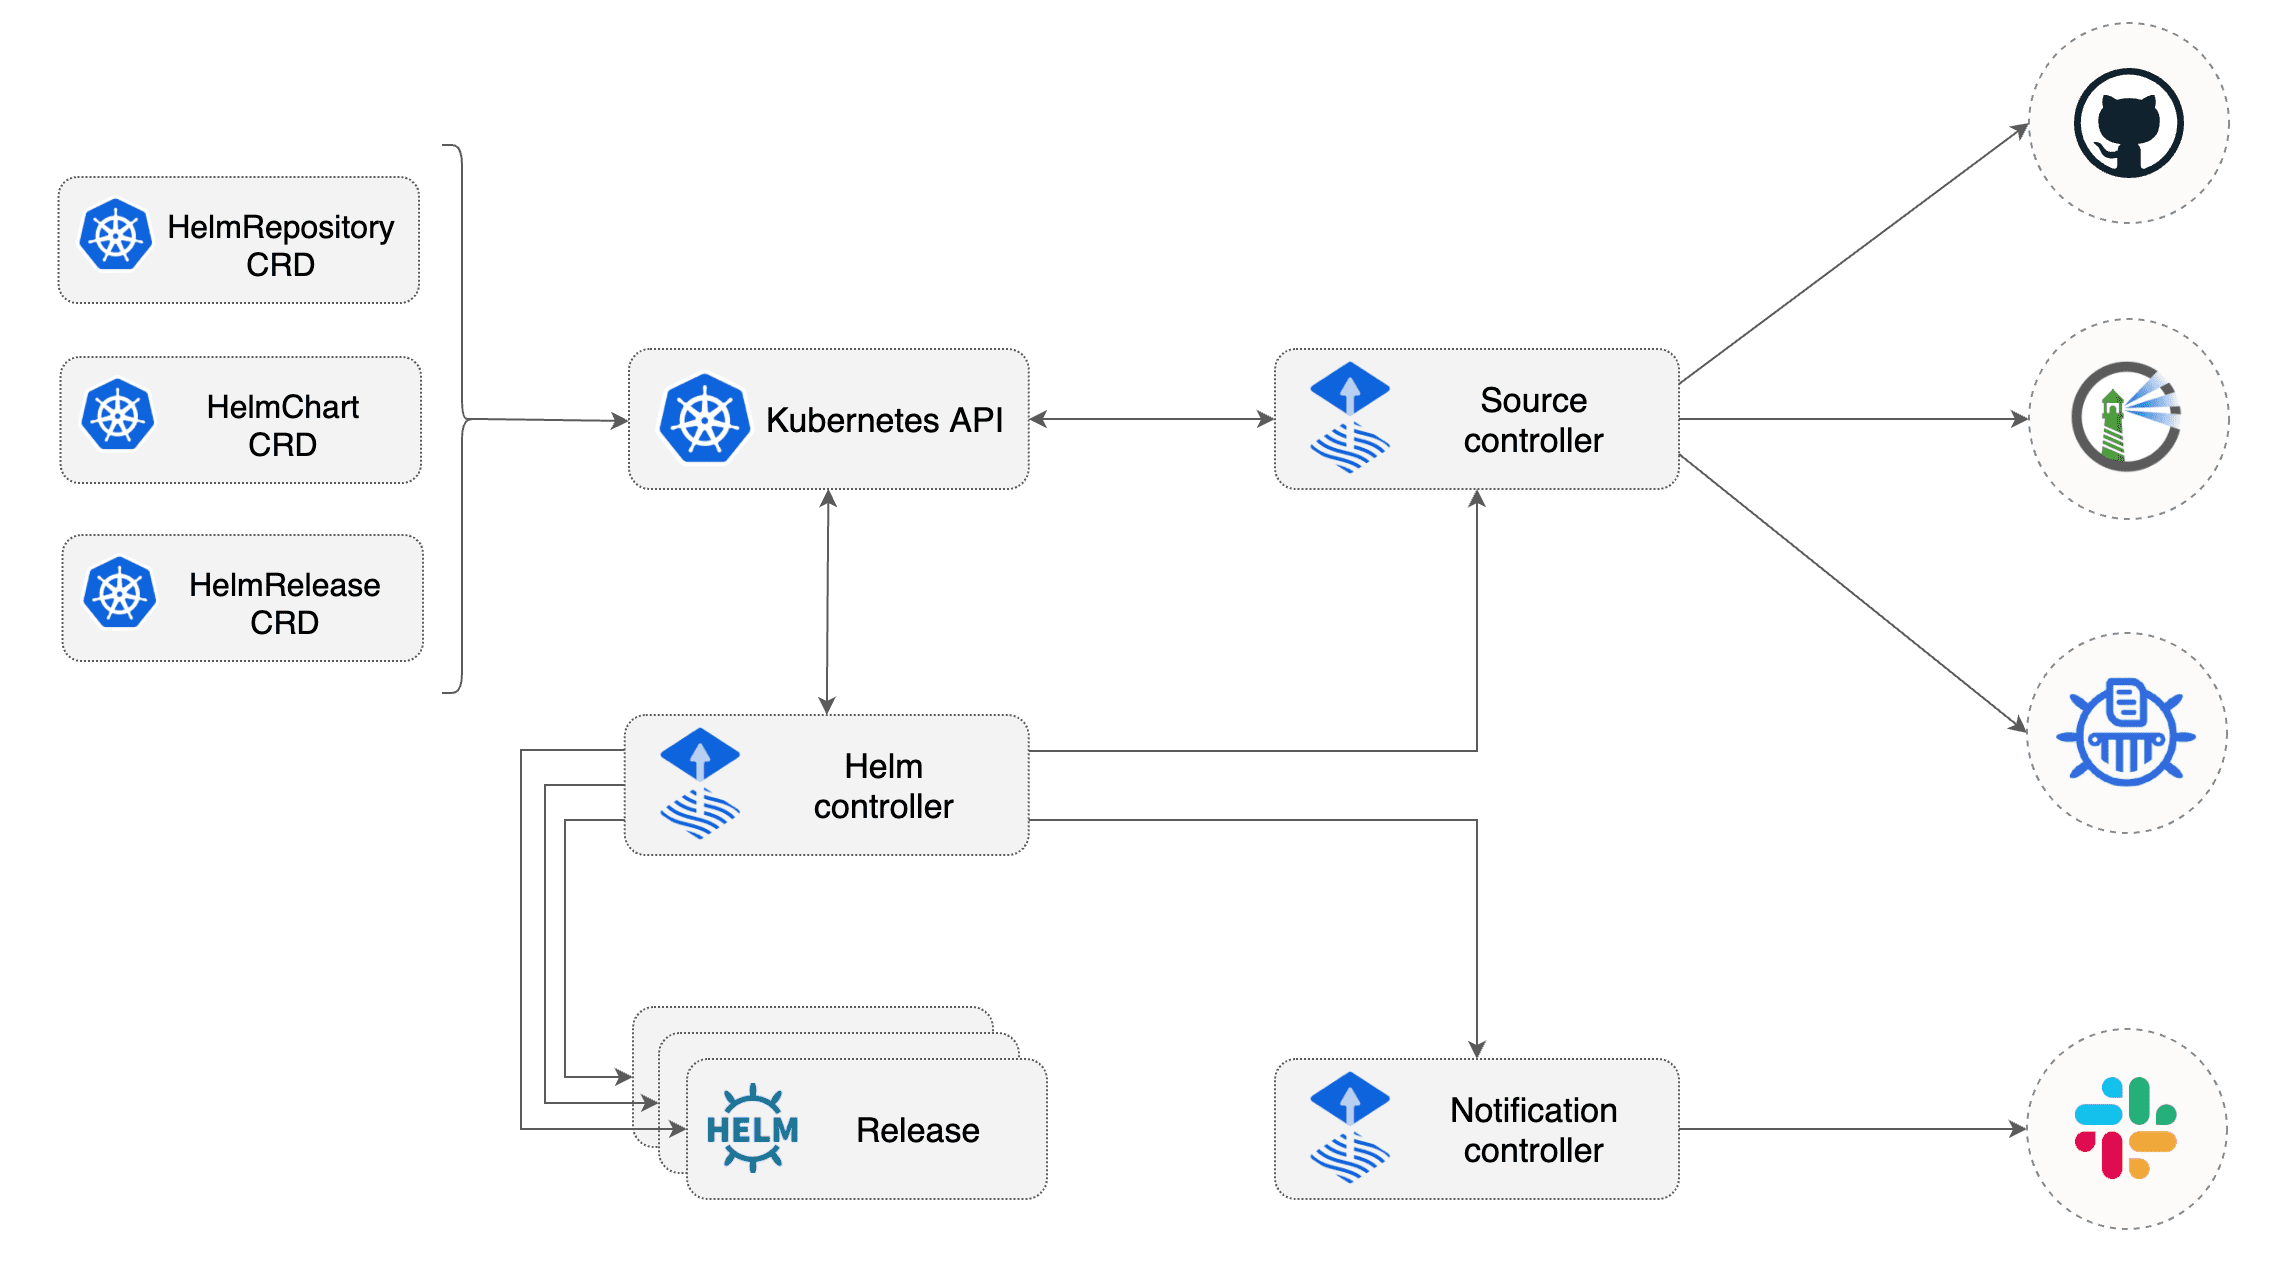 HelmRepository
CRD
HelmChart
CRD
HelmRelease
CRD
Kubernetes API
Source
controller
Helm
controller
HELM
Release
Notification
controller